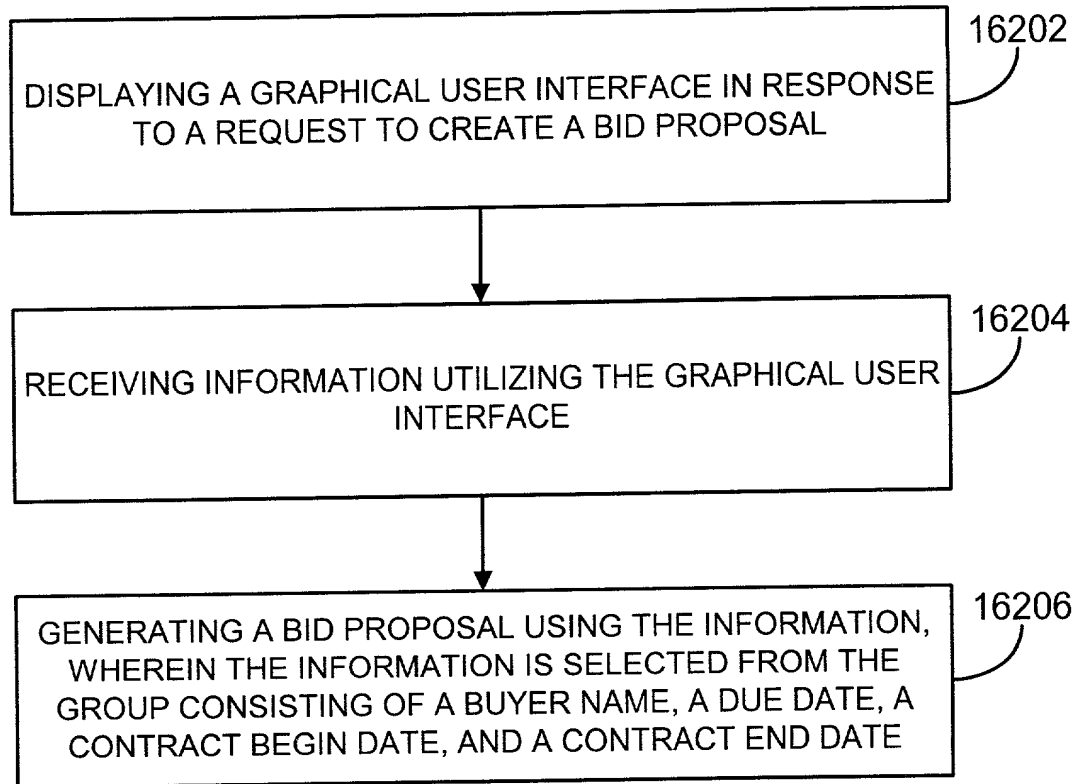 16202
DISPLAYING A GRAPHICAL USER INTERFACE IN RESPONSE
TO A REQUEST TO CREATE A BID PROPOSAL
16204
RECEIVING INFORMATION UTILIZING THE GRAPHICAL USER
INTERFACE
16206
GENERATING A BID PROPOSAL USING THE INFORMATION,
WHEREIN THE INFORMATION IS SELECTED FROM THE
GROUP CONSISTING OF A BUYER NAME, A DUE DATE, A
CONTRACT BEGIN DATE, AND A CONTRACT END DATE